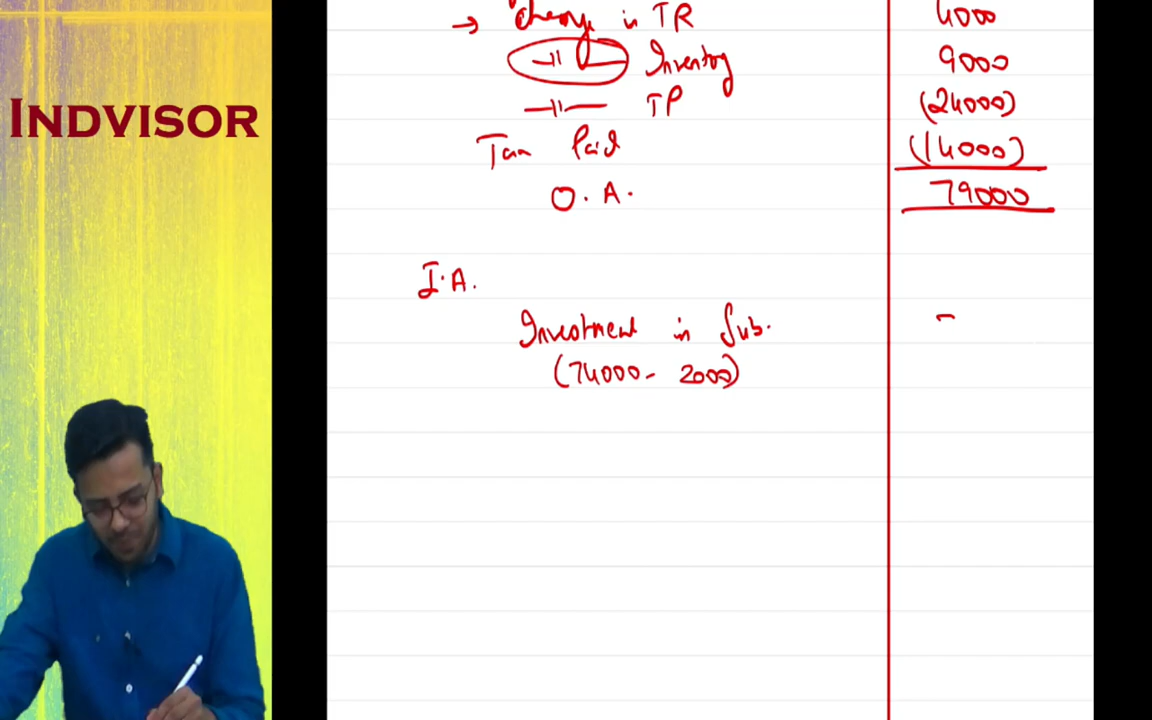 INDVISOR
→ Change in TR 4000
—〃— Inventory 9000
—〃— TP (24000)
Tax Paid (14000)
O.A. 79000
I.A.
Investment in Sub. -
(74000 - 2000)